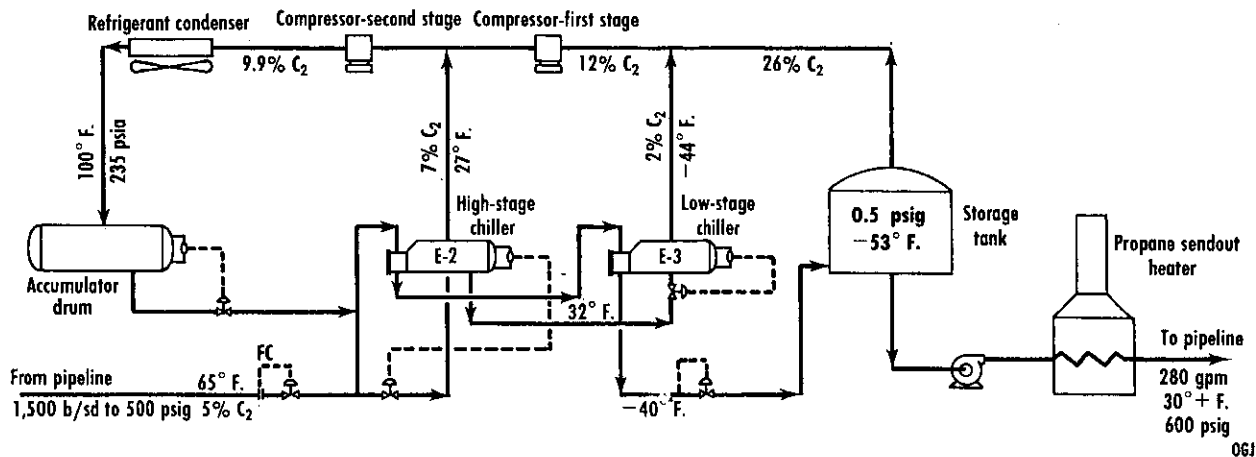 Refrigerant condenser
Compressor-second stage
Compressor-first stage
9.9% C₂
12% C₂
26% C₂
100° F.
235 psia
7% C₂
27° F.
2% C₂
-44° F.
High-stage
chiller
Low-stage
chiller
0.5 psig
-53° F.
Storage
tank
Propane sendout
heater
E-2
E-3
Accumulator
drum
32° F.
FC
From pipeline
65° F.
1,500 b/sd to 500 psig 5% C₂
-40° F.
To pipeline
280 gpm
30°+ F.
600 psig
OGJ